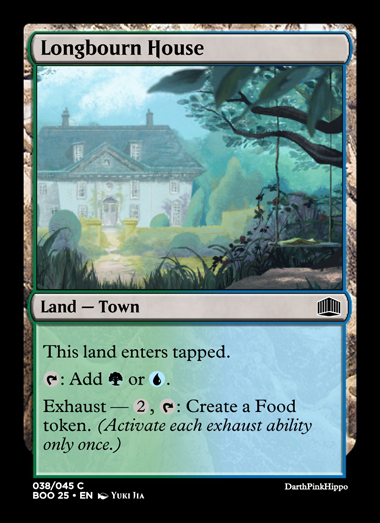 Longbourn House
Land — Town
This land enters tapped.
: Add or .
Exhaust — 2, : Create a Food
token. (Activate each exhaust ability
only once.)
038/045 C
BOO 25 • EN Yuki Jia
DarthPinkHippo